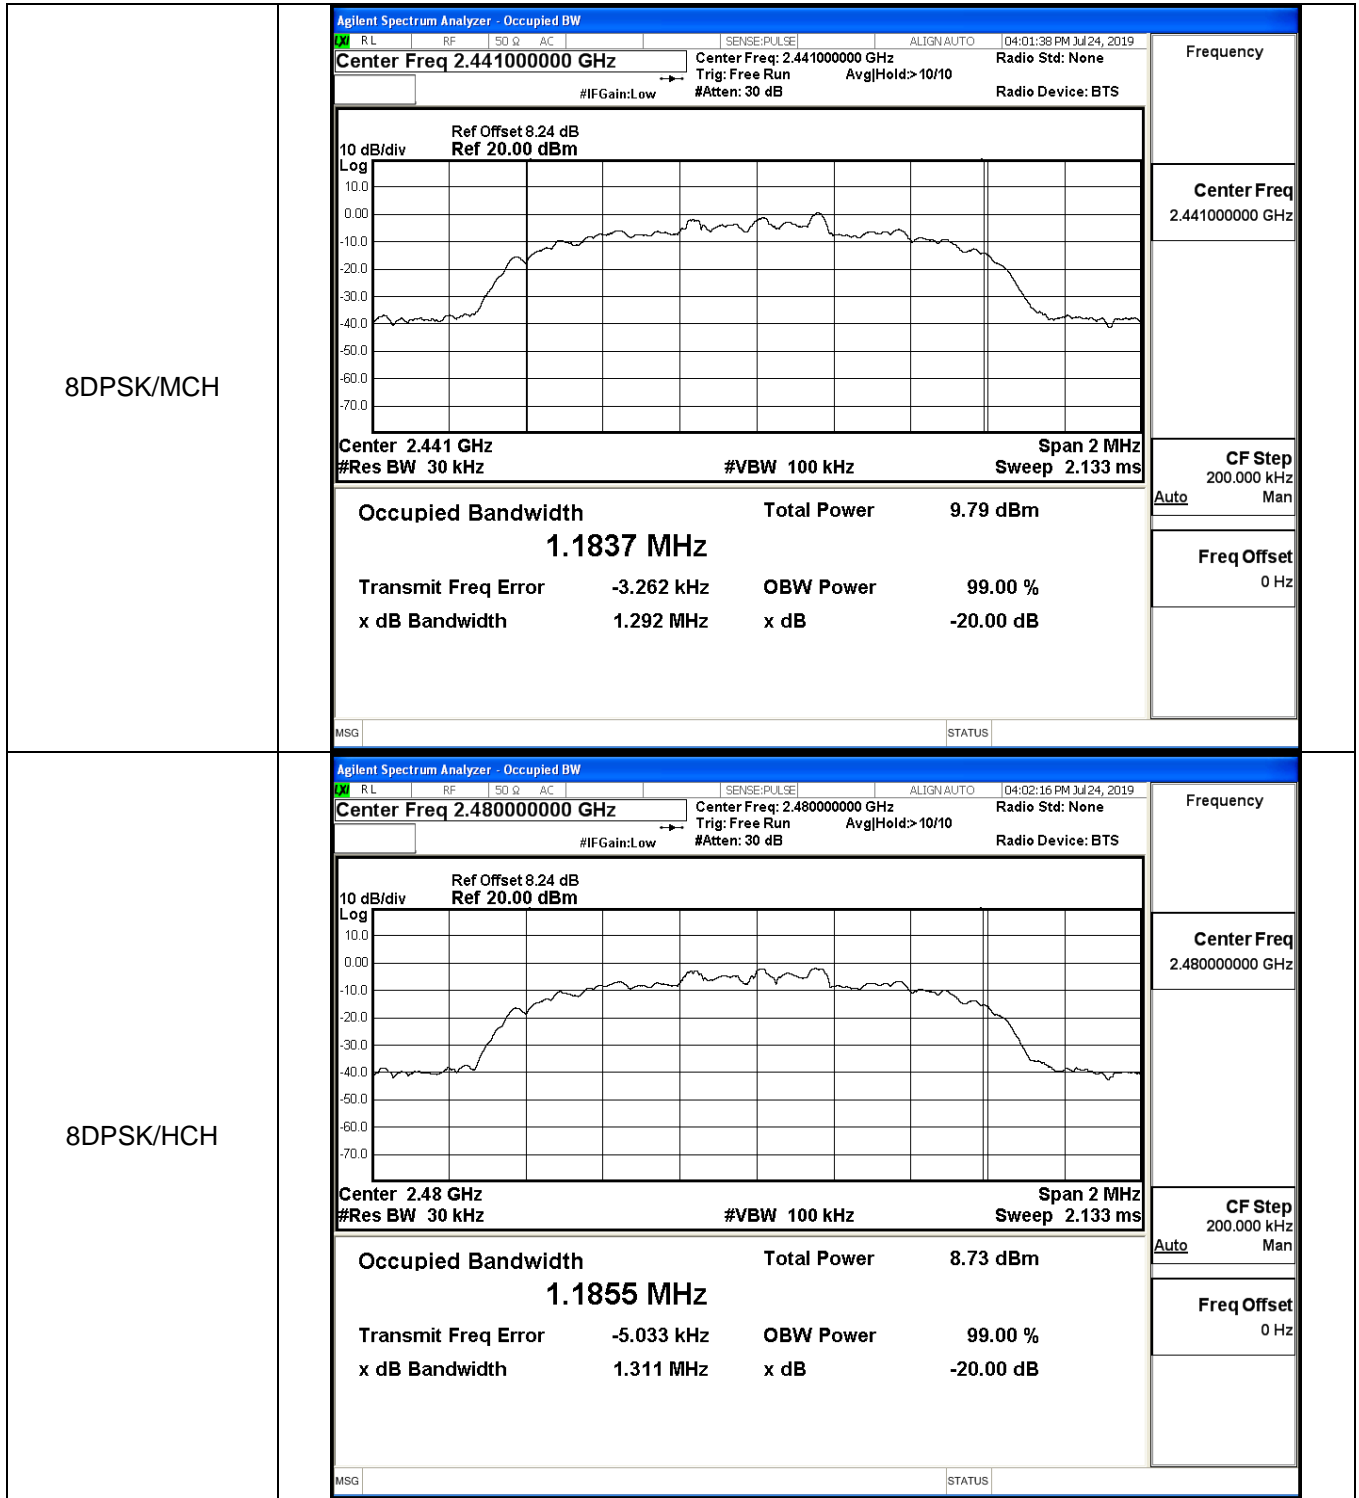 8DPSK/MCH
Agilent Spectrum Analyzer - Occupied BW
LXI RL RF 50 Ω AC SENSE:PULSE ALIGN AUTO 04:01:38 PM Jul 24, 2019
Center Freq 2.441000000 GHz
Center Freq: 2.441000000 GHz Radio Std: None
Trig: Free Run Avg|Hold:>10/10
#IFGain:Low #Atten: 30 dB Radio Device: BTS
Ref Offset 8.24 dB
10 dB/div Ref 20.00 dBm
Log
10.0
0.00
-10.0
-20.0
-30.0
-40.0
-50.0
-60.0
-70.0
Center 2.441 GHz Span 2 MHz
#Res BW 30 kHz #VBW 100 kHz Sweep 2.133 ms
Occupied Bandwidth Total Power 9.79 dBm
1.1837 MHz
Transmit Freq Error -3.262 kHz OBW Power 99.00 %
x dB Bandwidth 1.292 MHz x dB -20.00 dB
MSG STATUS
Frequency
Center Freq
2.441000000 GHz
CF Step
200.000 kHz
Auto Man
Freq Offset
0 Hz
8DPSK/HCH
Agilent Spectrum Analyzer - Occupied BW
LXI RL RF 50 Ω AC SENSE:PULSE ALIGN AUTO 04:02:16 PM Jul 24, 2019
Center Freq 2.480000000 GHz
Center Freq: 2.480000000 GHz Radio Std: None
Trig: Free Run Avg|Hold:>10/10
#IFGain:Low #Atten: 30 dB Radio Device: BTS
Ref Offset 8.24 dB
10 dB/div Ref 20.00 dBm
Log
10.0
0.00
-10.0
-20.0
-30.0
-40.0
-50.0
-60.0
-70.0
Center 2.48 GHz Span 2 MHz
#Res BW 30 kHz #VBW 100 kHz Sweep 2.133 ms
Occupied Bandwidth Total Power 8.73 dBm
1.1855 MHz
Transmit Freq Error -5.033 kHz OBW Power 99.00 %
x dB Bandwidth 1.311 MHz x dB -20.00 dB
MSG STATUS
Frequency
Center Freq
2.480000000 GHz
CF Step
200.000 kHz
Auto Man
Freq Offset
0 Hz